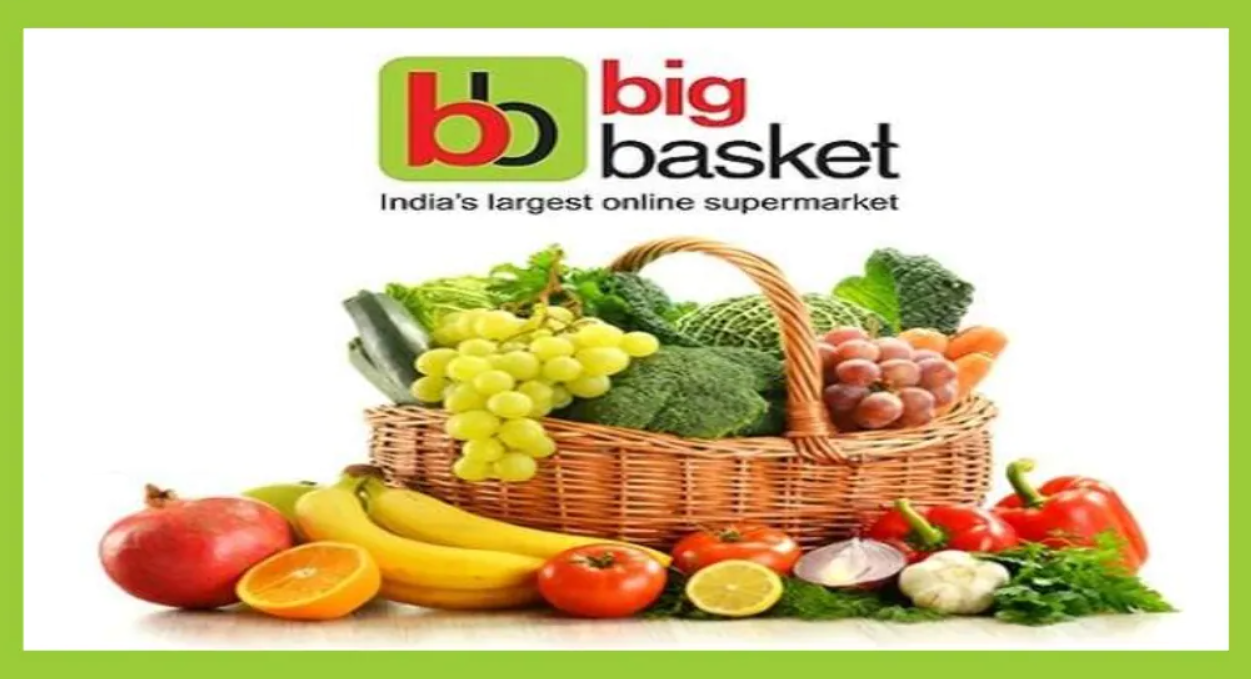 bb
big
basket
India's largest online supermarket